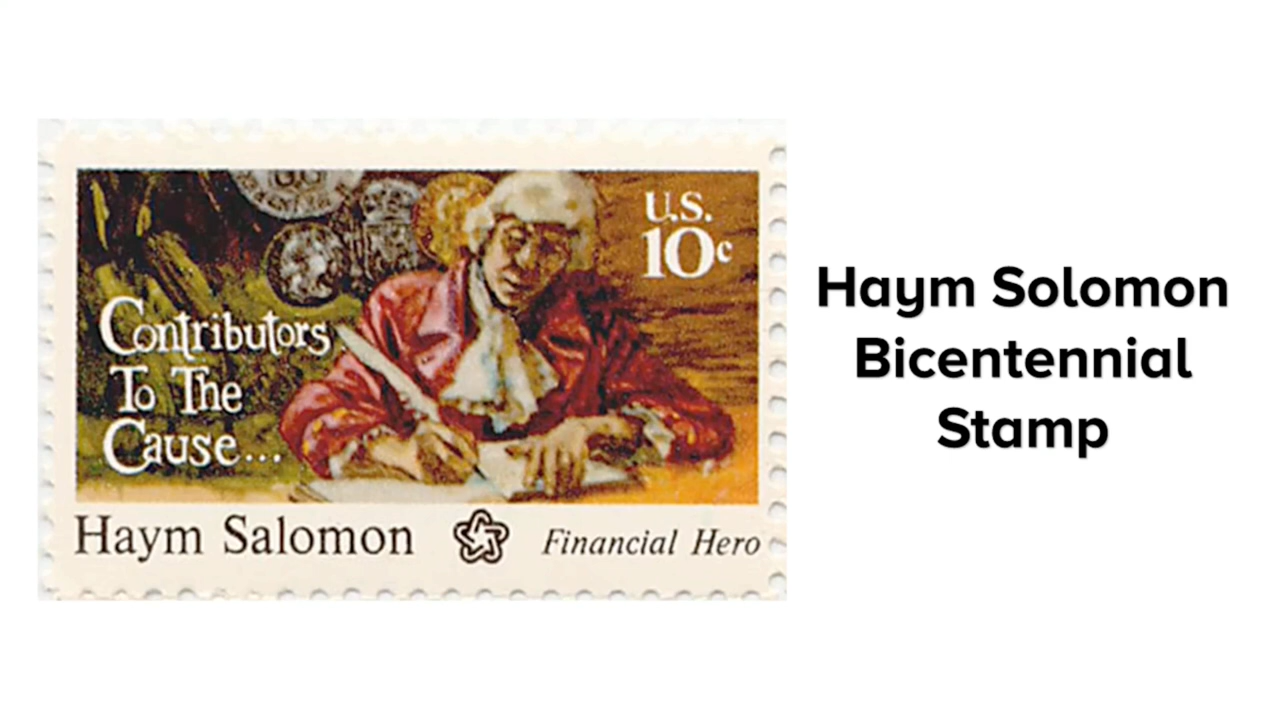 U.S.
10c
Contributors
To The
Cause...
Haym Salomon
Financial Hero
Haym Solomon
Bicentennial
Stamp